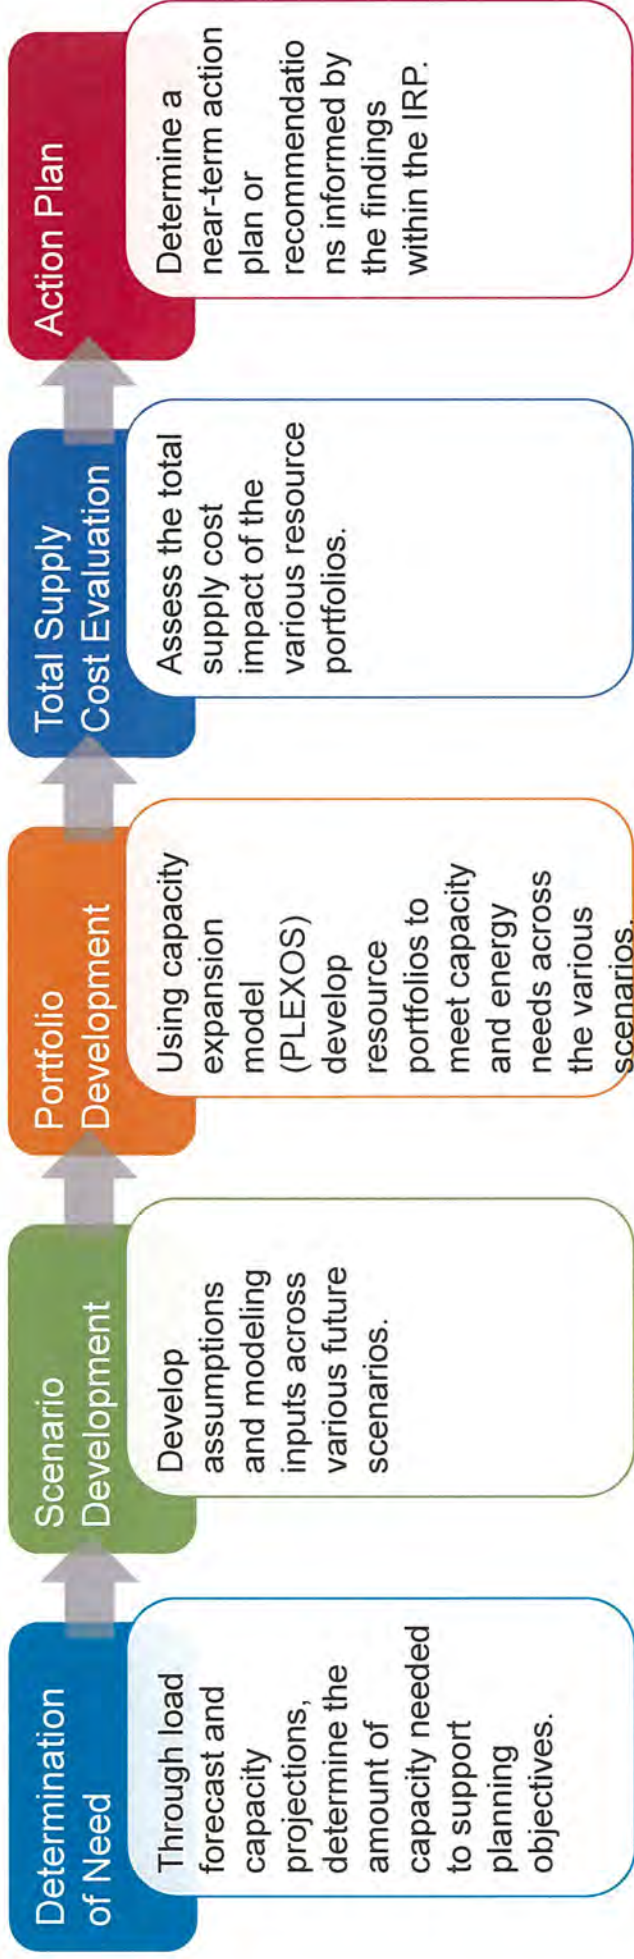 Determination
of Need
Through load
forecast and
capacity
projections,
determine the
amount of
capacity needed
to support
planning
objectives.
Scenario
Development
Develop
assumptions
and modeling
inputs across
various future
scenarios.
Portfolio
Development
Using capacity
expansion
model
(PLEXOS)
develop
resource
portfolios to
meet capacity
and energy
needs across
the various
scenarios.
Total Supply
Cost Evaluation
Assess the total
supply cost
impact of the
various resource
portfolios.
Action Plan
Determine a
near-term action
plan or
recommendatio
ns informed by
the findings
within the IRP.